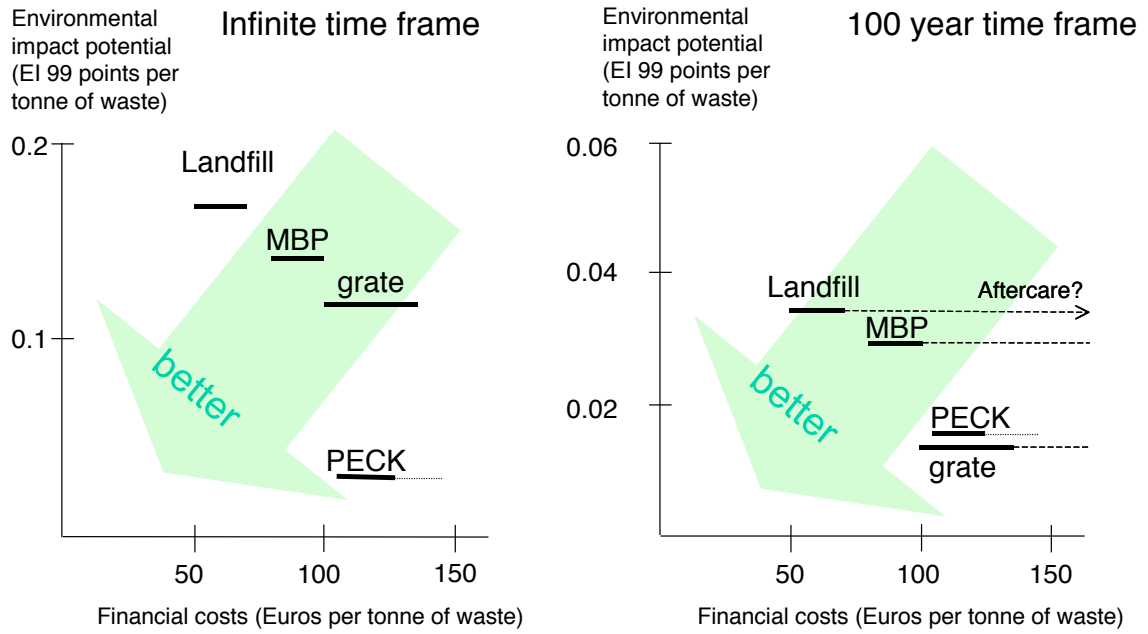 Environmental
impact potential
(EI 99 points per
tonne of waste)
Infinite time frame
0.2
0.1
Landfill
MBP
grate
better
PECK
50
100
150
Financial costs (Euros per tonne of waste)
Environmental
impact potential
(EI 99 points per
tonne of waste)
100 year time frame
0.06
0.04
0.02
Landfill
Aftercare?
MBP
better
PECK
grate
50
100
150
Financial costs (Euros per tonne of waste)